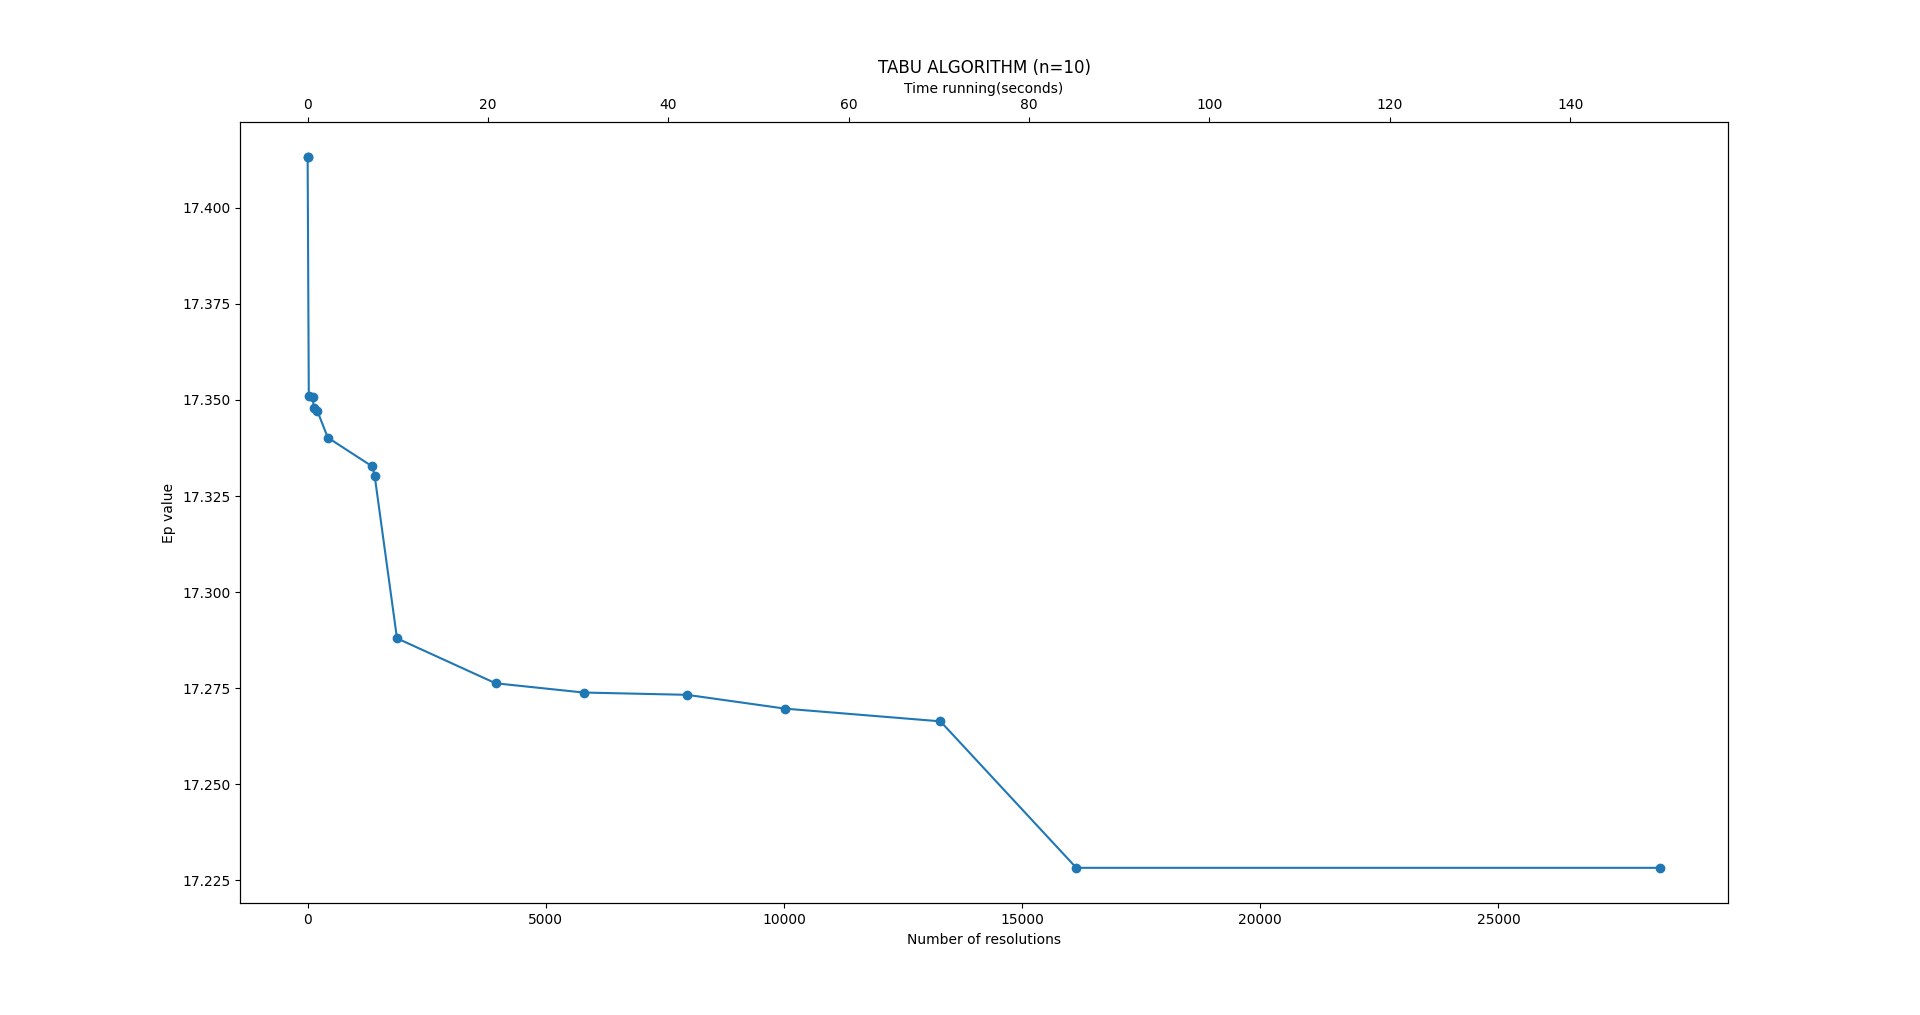 TABU ALGORITHM (n=10)
Time running(seconds)
0 20 40 60 80 100 120 140
17.400
17.375
17.350
17.325
17.300
17.275
17.250
17.225
Ep value
0 5000 10000 15000 20000 25000
Number of resolutions